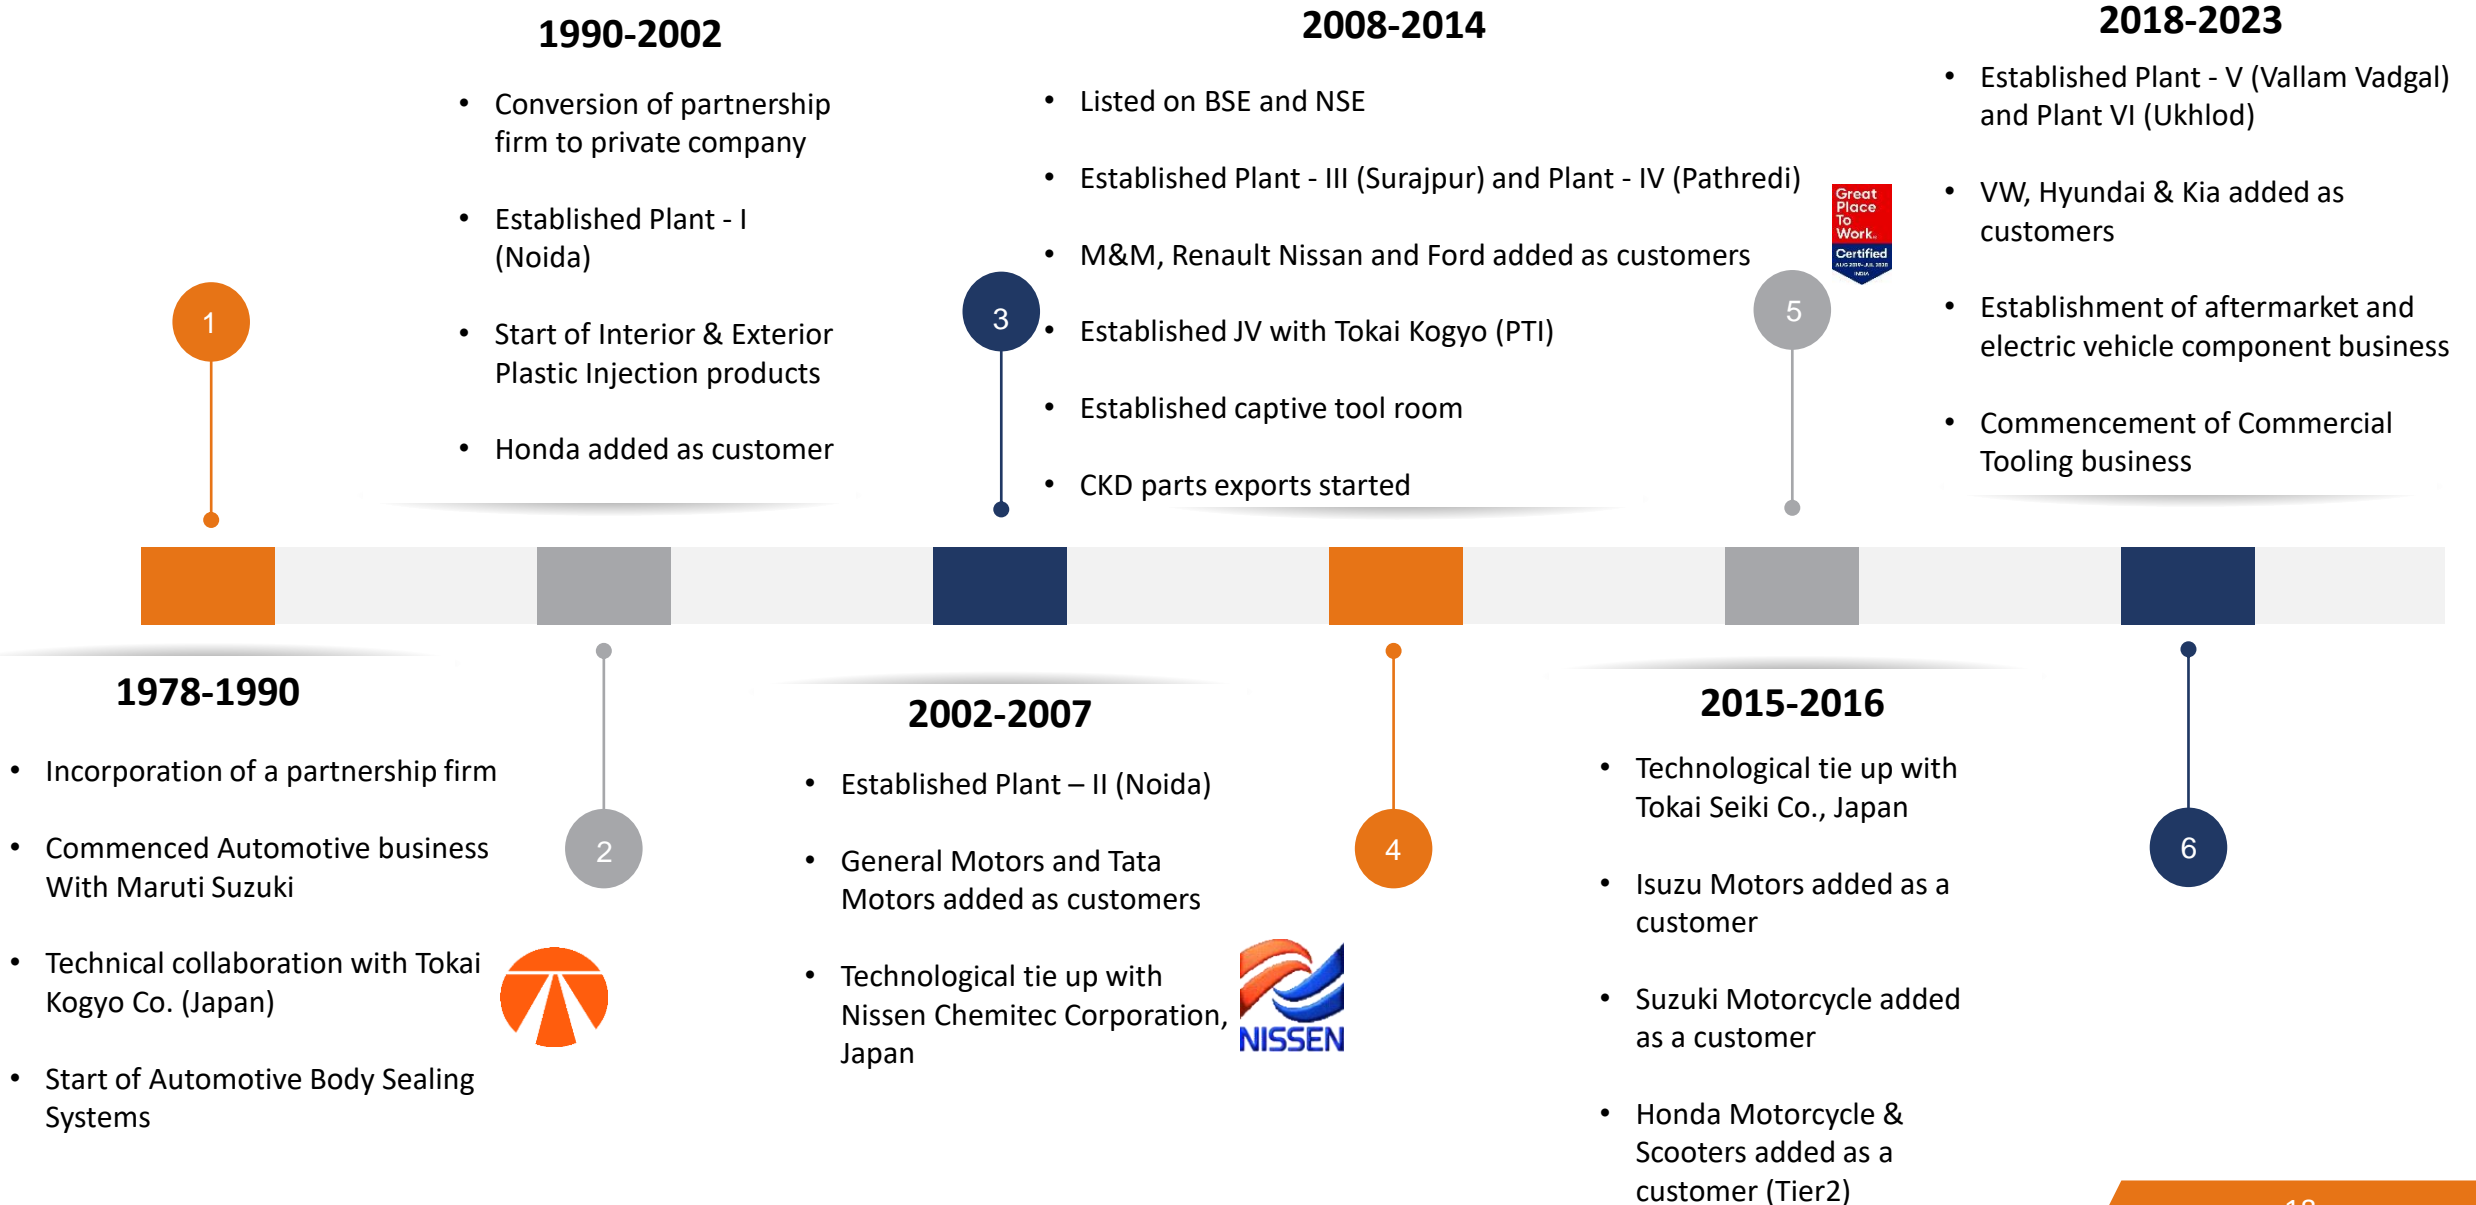 1990-2002
• Conversion of partnership
firm to private company
• Established Plant - I
(Noida)
• Start of Interior & Exterior
Plastic Injection products
• Honda added as customer
2008-2014
• Listed on BSE and NSE
• Established Plant - III (Surajpur) and Plant - IV (Pathredi)
• M&M, Renault Nissan and Ford added as customers
• Established JV with Tokai Kogyo (PTI)
• Established captive tool room
• CKD parts exports started
Great
Place
To
Work.
Certified
INDIA
2018-2023
• Established Plant - V (Vallam Vadgal)
and Plant VI (Ukhlod)
• VW, Hyundai & Kia added as
customers
• Establishment of aftermarket and
electric vehicle component business
• Commencement of Commercial
Tooling business
1
3
5
1978-1990
• Incorporation of a partnership firm
• Commenced Automotive business
With Maruti Suzuki
• Technical collaboration with Tokai
Kogyo Co. (Japan)
• Start of Automotive Body Sealing
Systems
2
2002-2007
• Established Plant – II (Noida)
• General Motors and Tata
Motors added as customers
• Technological tie up with
Nissen Chemitec Corporation,
Japan
NISSEN
4
2015-2016
• Technological tie up with
Tokai Seiki Co., Japan
• Isuzu Motors added as a
customer
• Suzuki Motorcycle added
as a customer
• Honda Motorcycle &
Scooters added as a
customer (Tier2)
6